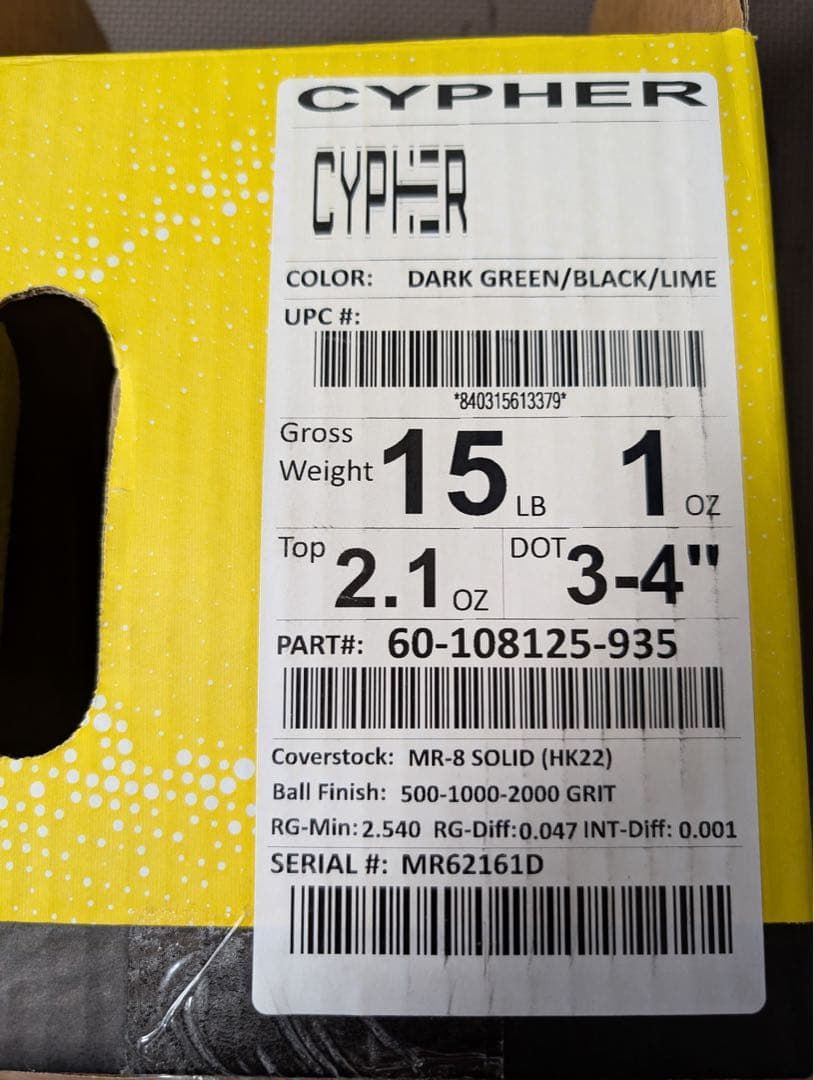 CYPHER
CYPHER
COLOR: DARK GREEN/BLACK/LIME
UPC #:
*840315613379*
Gross Weight 15 LB 1 OZ
Top 2.1 OZ DOT 3-4"
PART#: 60-108125-935
Coverstock: MR-8 SOLID (HK22)
Ball Finish: 500-1000-2000 GRIT
RG-Min: 2.540 RG-Diff: 0.047 INT-Diff: 0.001
SERIAL #: MR62161D